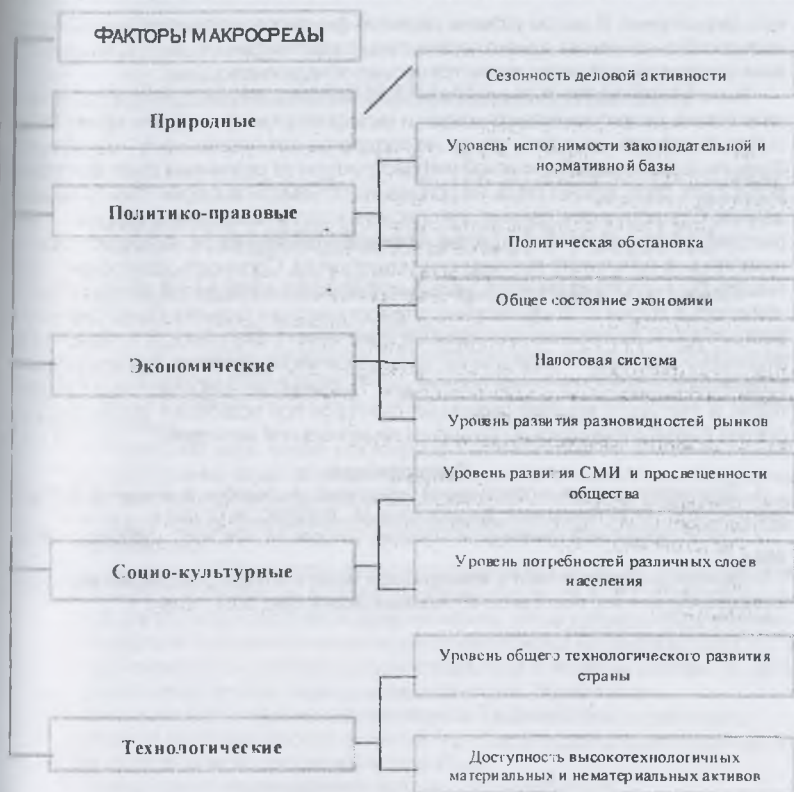 ФАКТОРЫ МАКРОСРЕДЫ
Природные
Сезонность деловой активности
Политико-правовые
Уровень исполнимости законодательной и
нормативной базы
Политическая обстановка
Экономические
Общее состояние экономики
Налоговая система
Уровень развития разновидностей рынков
Социо-культурные
Уровень развития СМИ и просвещенности
общества
Уровень потребностей различных слоев
населения
Технологические
Уровень общего технологического развития
страны
Доступность высокотехнологичных
материальных и нематериальных активов